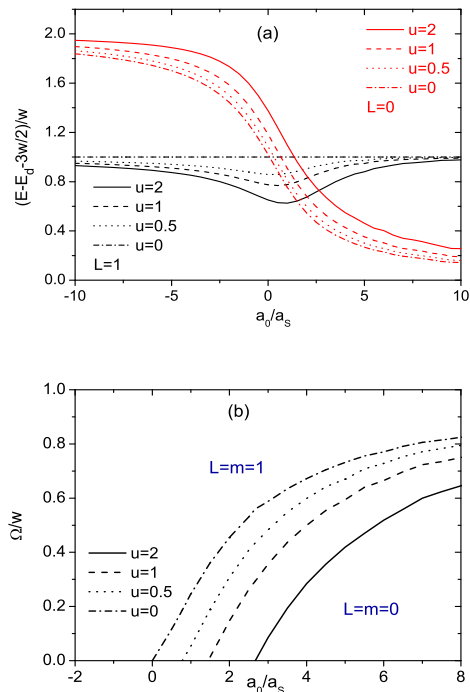 (a)
u=2
u=1
u=0.5
u=0
L=0
2.0
1.6
1.2
0.8
0.4
0.0
(E-E_d-3w/2)/w
u=2
u=1
u=0.5
u=0
L=1
-10
-5
0
5
10
a_0/a_s
(b)
1.0
0.8
0.6
0.4
0.2
0.0
Ω/w
L=m=1
u=2
u=1
u=0.5
u=0
L=m=0
-2
0
2
4
6
8
a_0/a_s